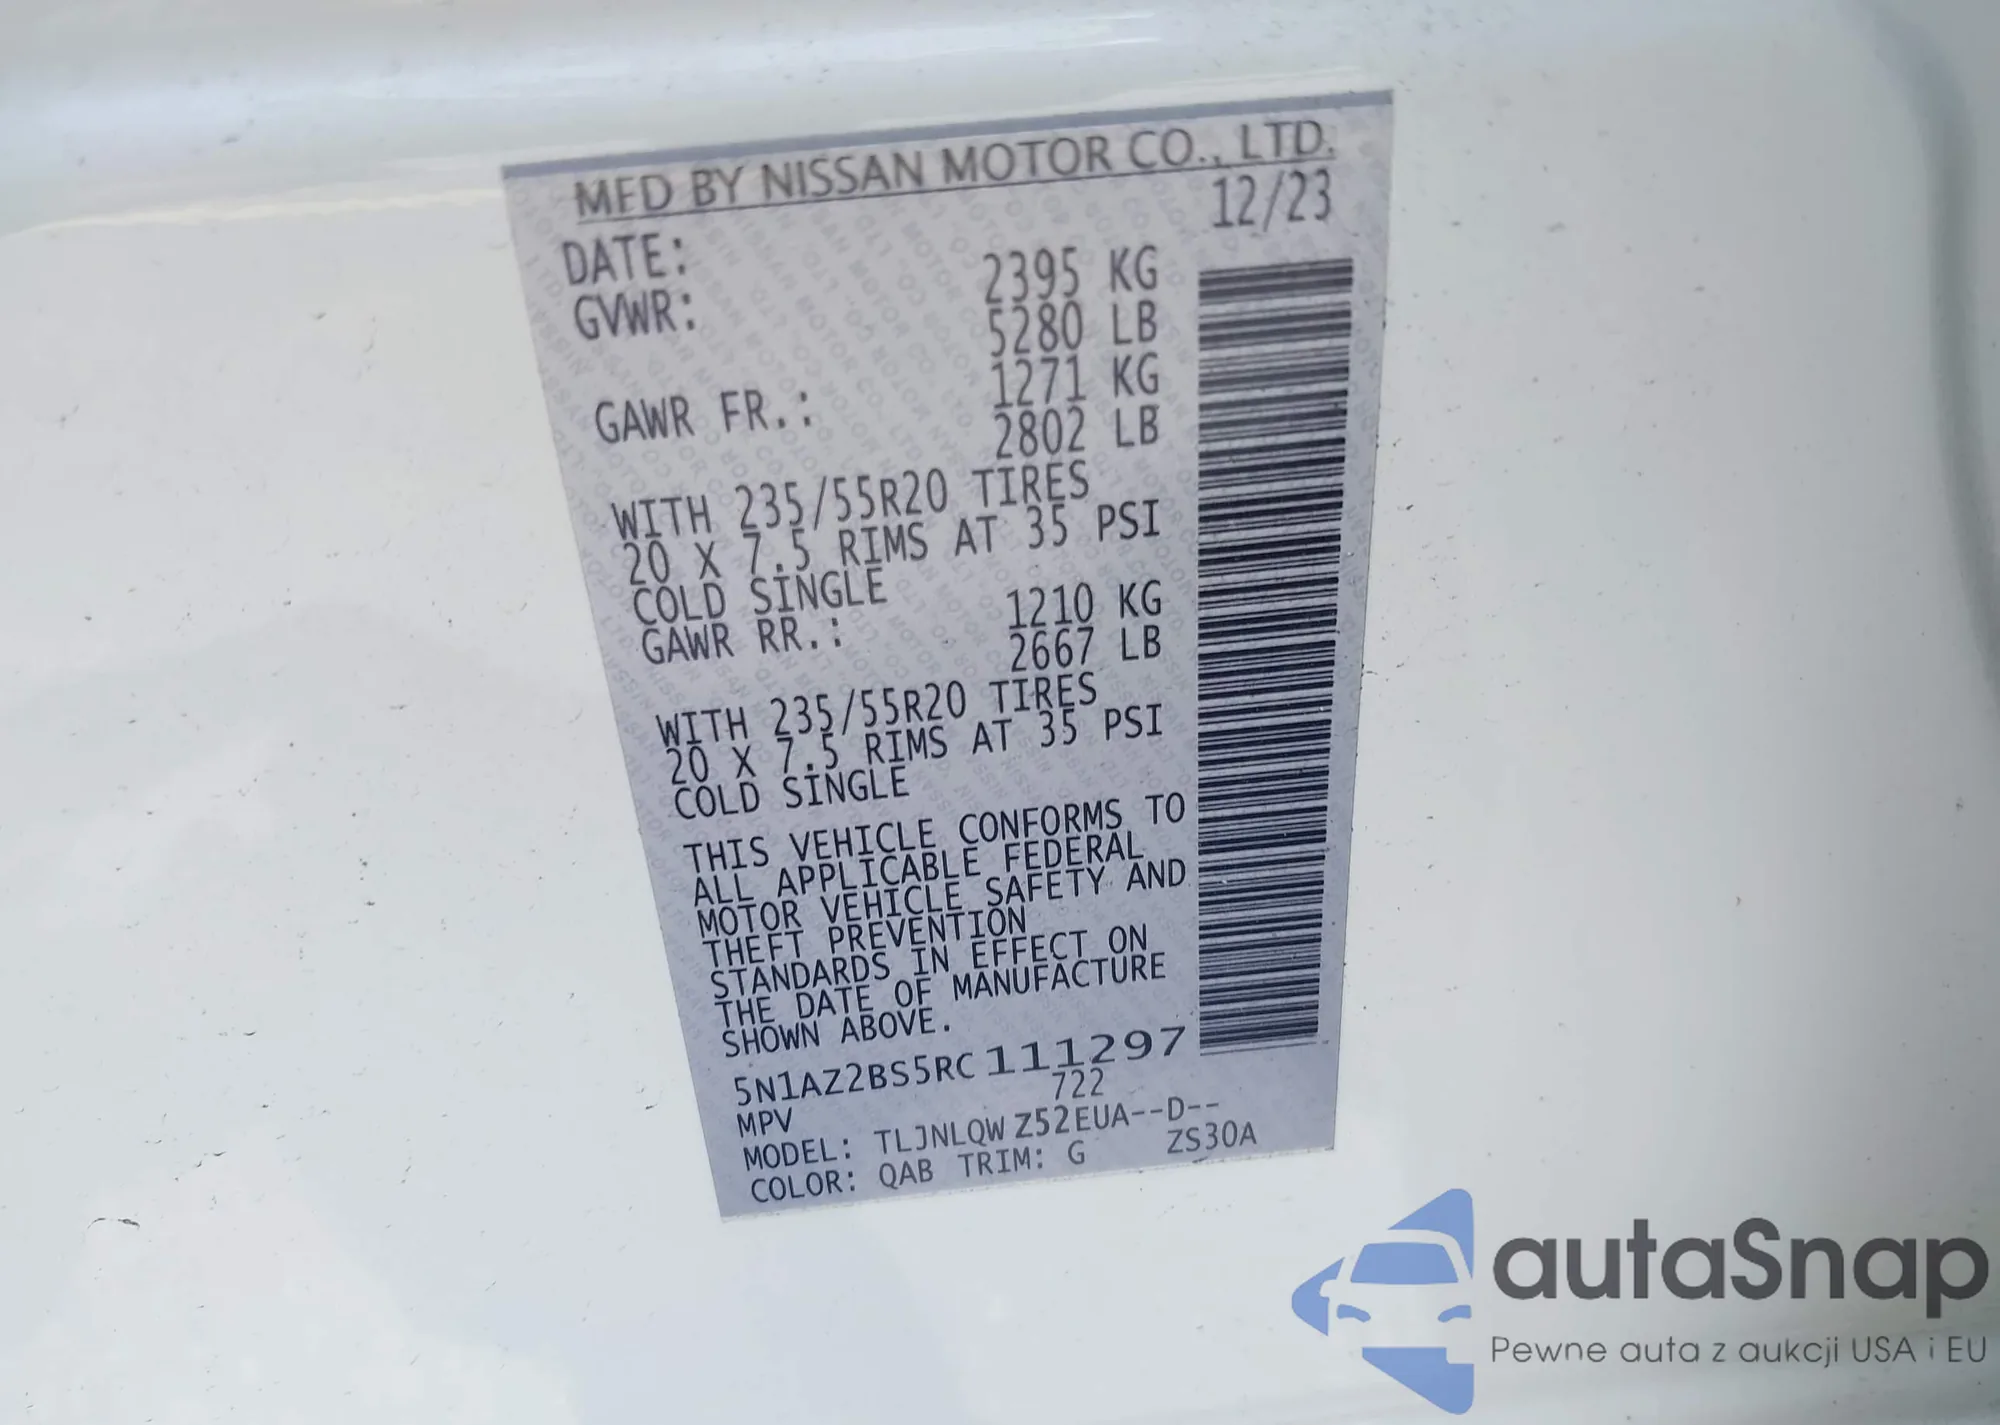 MFD BY NISSAN MOTOR CO., LTD.
DATE: 12/23
GVWR: 2395 KG
5280 LB
GAWR FR.: 1271 KG
2802 LB
WITH 235/55R20 TIRES
20 X 7.5 RIMS AT 35 PSI
COLD SINGLE
GAWR RR.: 1210 KG
2667 LB
WITH 235/55R20 TIRES
20 X 7.5 RIMS AT 35 PSI
COLD SINGLE
THIS VEHICLE CONFORMS TO
ALL APPLICABLE FEDERAL
MOTOR VEHICLE SAFETY AND
THEFT PREVENTION
STANDARDS IN EFFECT ON
THE DATE OF MANUFACTURE
SHOWN ABOVE.
5N1AZ2BS5RC111297
MPV 722
MODEL: TLJNLQW Z52EUA--D--
COLOR: QAB TRIM: G ZS30A
autaSnap
Pewne auta z aukcji USA i EU